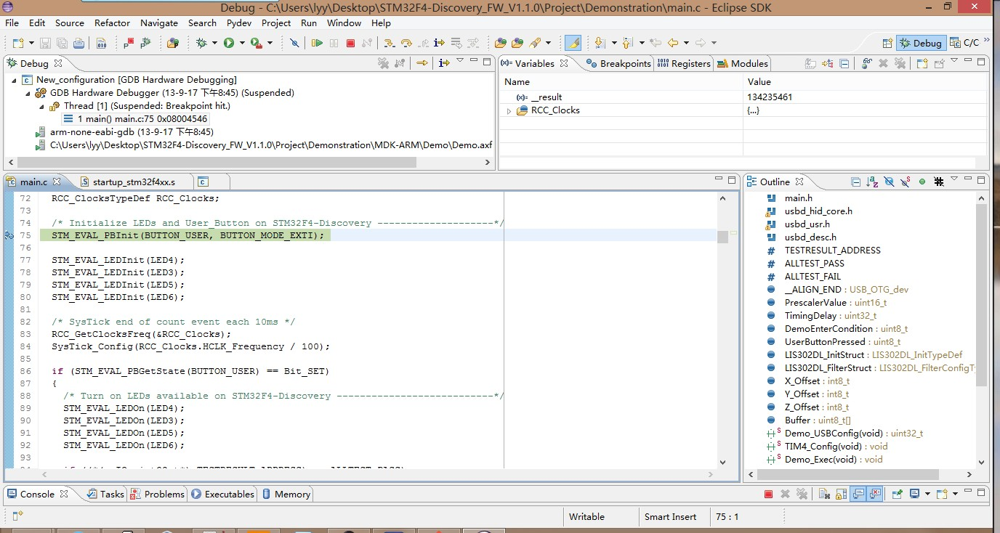 Debug - C:\Users\lyy\Desktop\STM32F4-Discovery_FW_V1.1.0\Project\Demonstration\main.c - Eclipse SDK
File Edit Source Refactor Navigate Search Pydev Project Run Window Help
Debug C/C »
Debug
New_configuration [GDB Hardware Debugging]
GDB Hardware Debugger (13-9-17 下午8:45) (Suspended)
Thread [1] (Suspended: Breakpoint hit.)
1 main() main.c:75 0x08004546
arm-none-eabi-gdb (13-9-17 下午8:45)
C:\Users\lyy\Desktop\STM32F4-Discovery_FW_V1.1.0\Project\Demonstration\MDK-ARM\Demo\Demo.axf
(x)= Variables Breakpoints Registers Modules
Name Value
(x)= __result 134235461
RCC_Clocks {...}
main.c startup_stm32f4xx.s
72 RCC_ClocksTypeDef RCC_Clocks;
73
74 /* Initialize LEDs and User_Button on STM32F4-Discovery --------------------*/
75 STM_EVAL_PBInit(BUTTON_USER, BUTTON_MODE_EXTI);
76
77 STM_EVAL_LEDInit(LED4);
78 STM_EVAL_LEDInit(LED3);
79 STM_EVAL_LEDInit(LED5);
80 STM_EVAL_LEDInit(LED6);
81
82 /* SysTick end of count event each 10ms */
83 RCC_GetClocksFreq(&RCC_Clocks);
84 SysTick_Config(RCC_Clocks.HCLK_Frequency / 100);
85
86 if (STM_EVAL_PBGetState(BUTTON_USER) == Bit_SET)
87 {
88 /* Turn on LEDs available on STM32F4-Discovery ---------------------------*/
89 STM_EVAL_LEDOn(LED4);
90 STM_EVAL_LEDOn(LED3);
91 STM_EVAL_LEDOn(LED5);
92 STM_EVAL_LEDOn(LED6);
93
Outline
main.h
usbd_hid_core.h
usbd_usr.h
usbd_desc.h
# TESTRESULT_ADDRESS
# ALLTEST_PASS
# ALLTEST_FAIL
__ALIGN_END : USB_OTG_dev
PrescalerValue : uint16_t
TimingDelay : uint32_t
DemoEnterCondition : uint8_t
UserButtonPressed : uint8_t
LIS302DL_InitStruct : LIS302DL_InitTypeDef
LIS302DL_FilterStruct : LIS302DL_FilterConfigT
X_Offset : int8_t
Y_Offset : int8_t
Z_Offset : int8_t
Buffer : uint8_t[]
Demo_USBConfig(void) : uint32_t
TIM4_Config(void) : void
Demo_Exec(void) : void
Console Tasks Problems Executables Memory
Writable Smart Insert 75 : 1